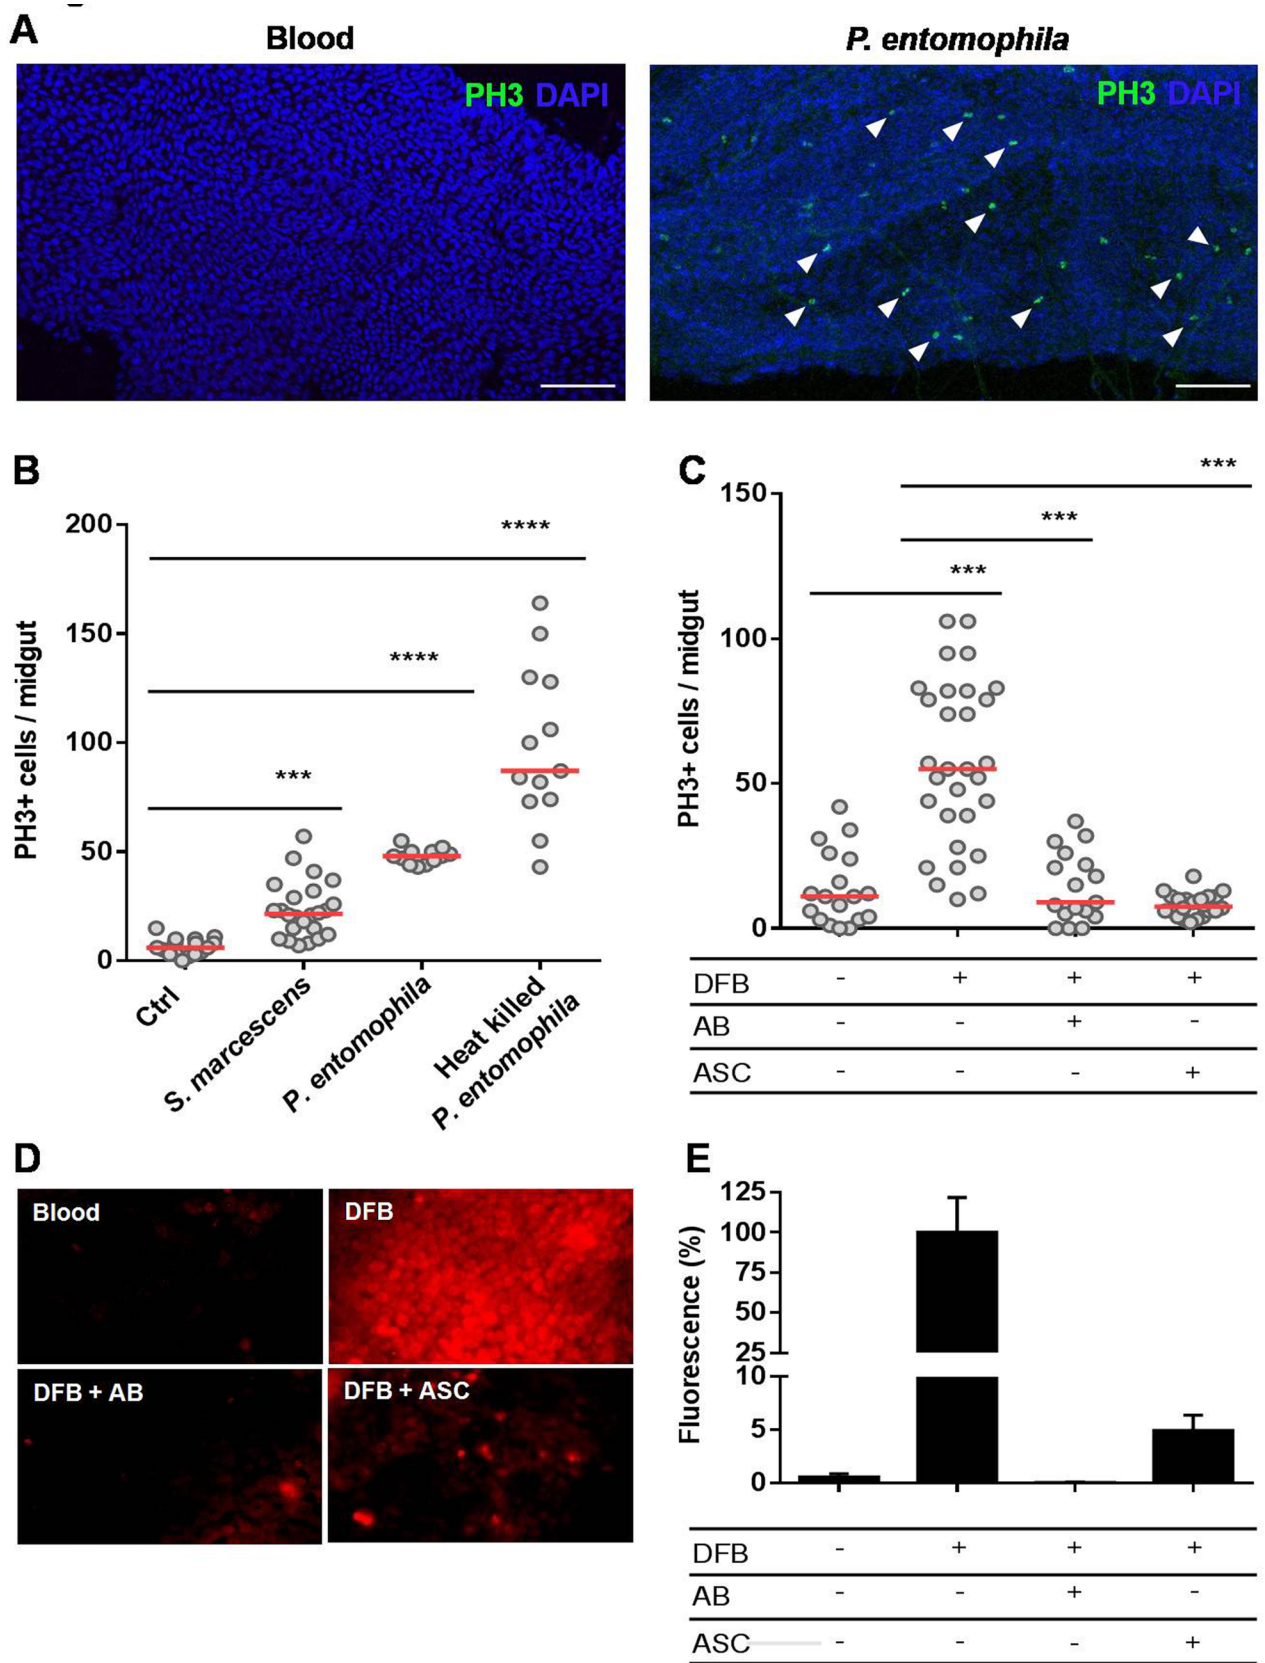 A
Blood
P. entomophila
PH3 DAPI
PH3 DAPI
B
PH3+ cells / midgut
200
150
100
50
0
***
****
****
Ctrl
S. marcescens
P. entomophila
Heat killed
P. entomophila
C
PH3+ cells / midgut
150
100
50
0
***
***
***
DFB - + + +
AB - - + -
ASC - - - +
D
Blood
DFB
DFB + AB
DFB + ASC
E
Fluorescence (%)
125
100
75
50
25
10
5
0
DFB - + + +
AB - - + -
ASC - - - +